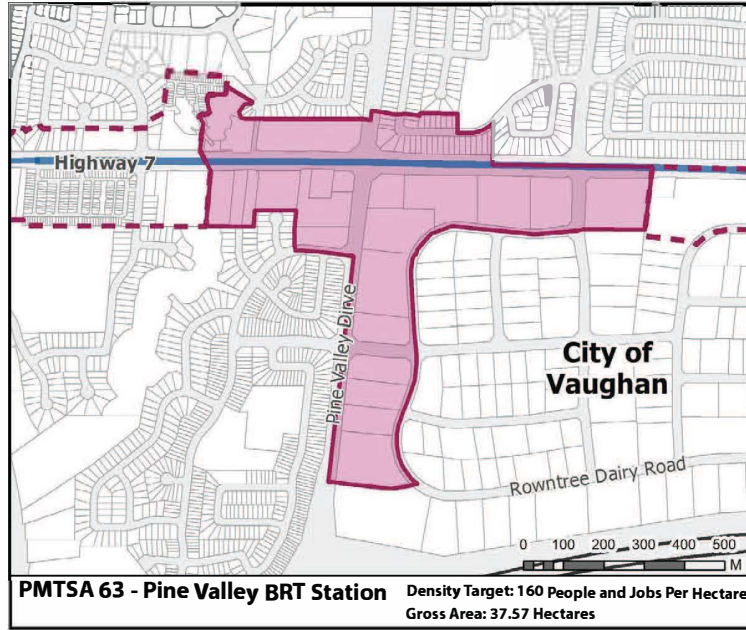 Highway 7
Pine Valley Dirve
City of
Vaughan
Rowntree Dairy Road
0 100 200 300 400 500
M
PMTSA 63 - Pine Valley BRT Station
Density Target: 160 People and Jobs Per Hectare
Gross Area: 37.57 Hectares